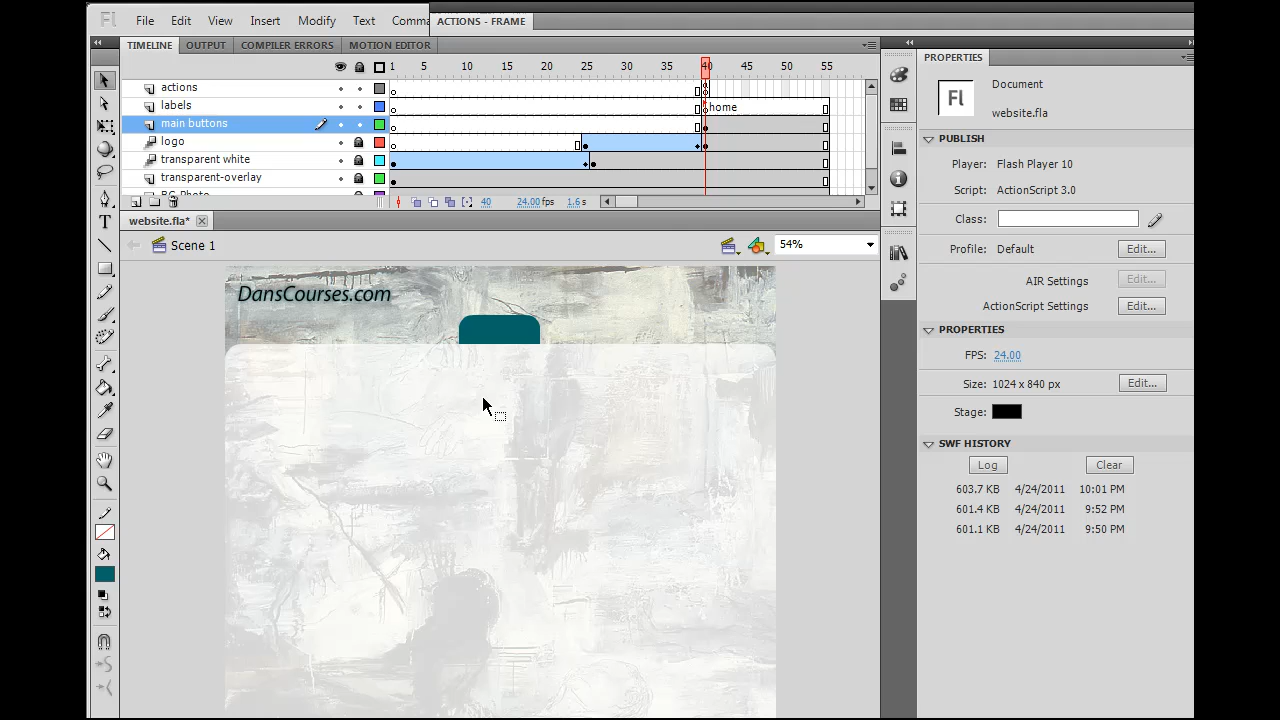 Fl File Edit View Insert Modify Text Comma ACTIONS - FRAME
TIMELINE OUTPUT COMPILER ERRORS MOTION EDITOR
PROPERTIES
1 5 10 15 20 25 30 35 40 45 50 55
actions
labels home
main buttons
logo
transparent white
transparent-overlay
BG Photo
40 24.00 fps 1.6 s
website.fla*
Scene 1 54%
DansCourses.com
T
Fl Document
website.fla
PUBLISH
Player: Flash Player 10
Script: ActionScript 3.0
Class:
Profile: Default Edit...
AIR Settings Edit...
ActionScript Settings Edit...
PROPERTIES
FPS: 24.00
Size: 1024 x 840 px Edit...
Stage:
SWF HISTORY
Log Clear
603.7 KB 4/24/2011 10:01 PM
601.4 KB 4/24/2011 9:52 PM
601.1 KB 4/24/2011 9:50 PM